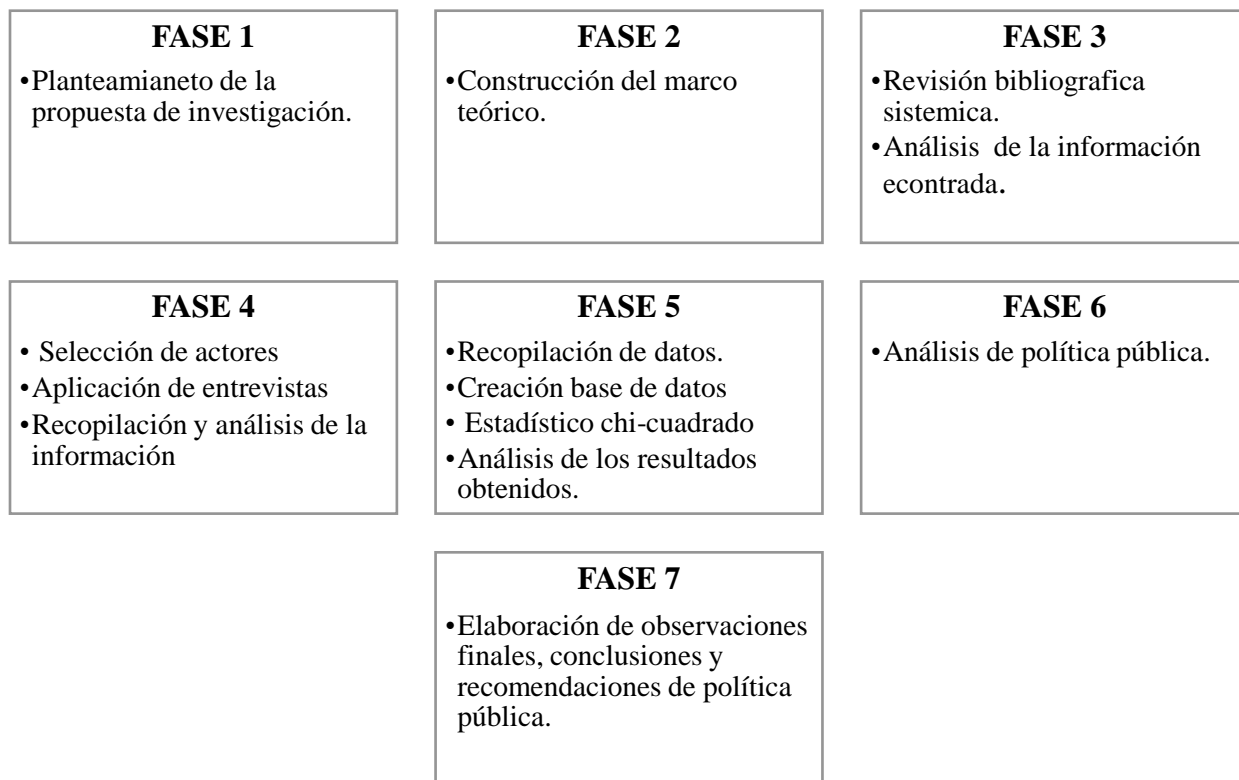 FASE 1
•Planteamianeto de la
propuesta de investigación.
FASE 2
•Construcción del marco
teórico.
FASE 3
•Revisión bibliografica
sistemica.
•Análisis de la información
econtrada.
FASE 4
• Selección de actores
•Aplicación de entrevistas
•Recopilación y análisis de la
información
FASE 5
•Recopilación de datos.
•Creación base de datos
• Estadístico chi-cuadrado
•Análisis de los resultados
obtenidos.
FASE 6
•Análisis de política pública.
FASE 7
•Elaboración de observaciones
finales, conclusiones y
recomendaciones de política
pública.